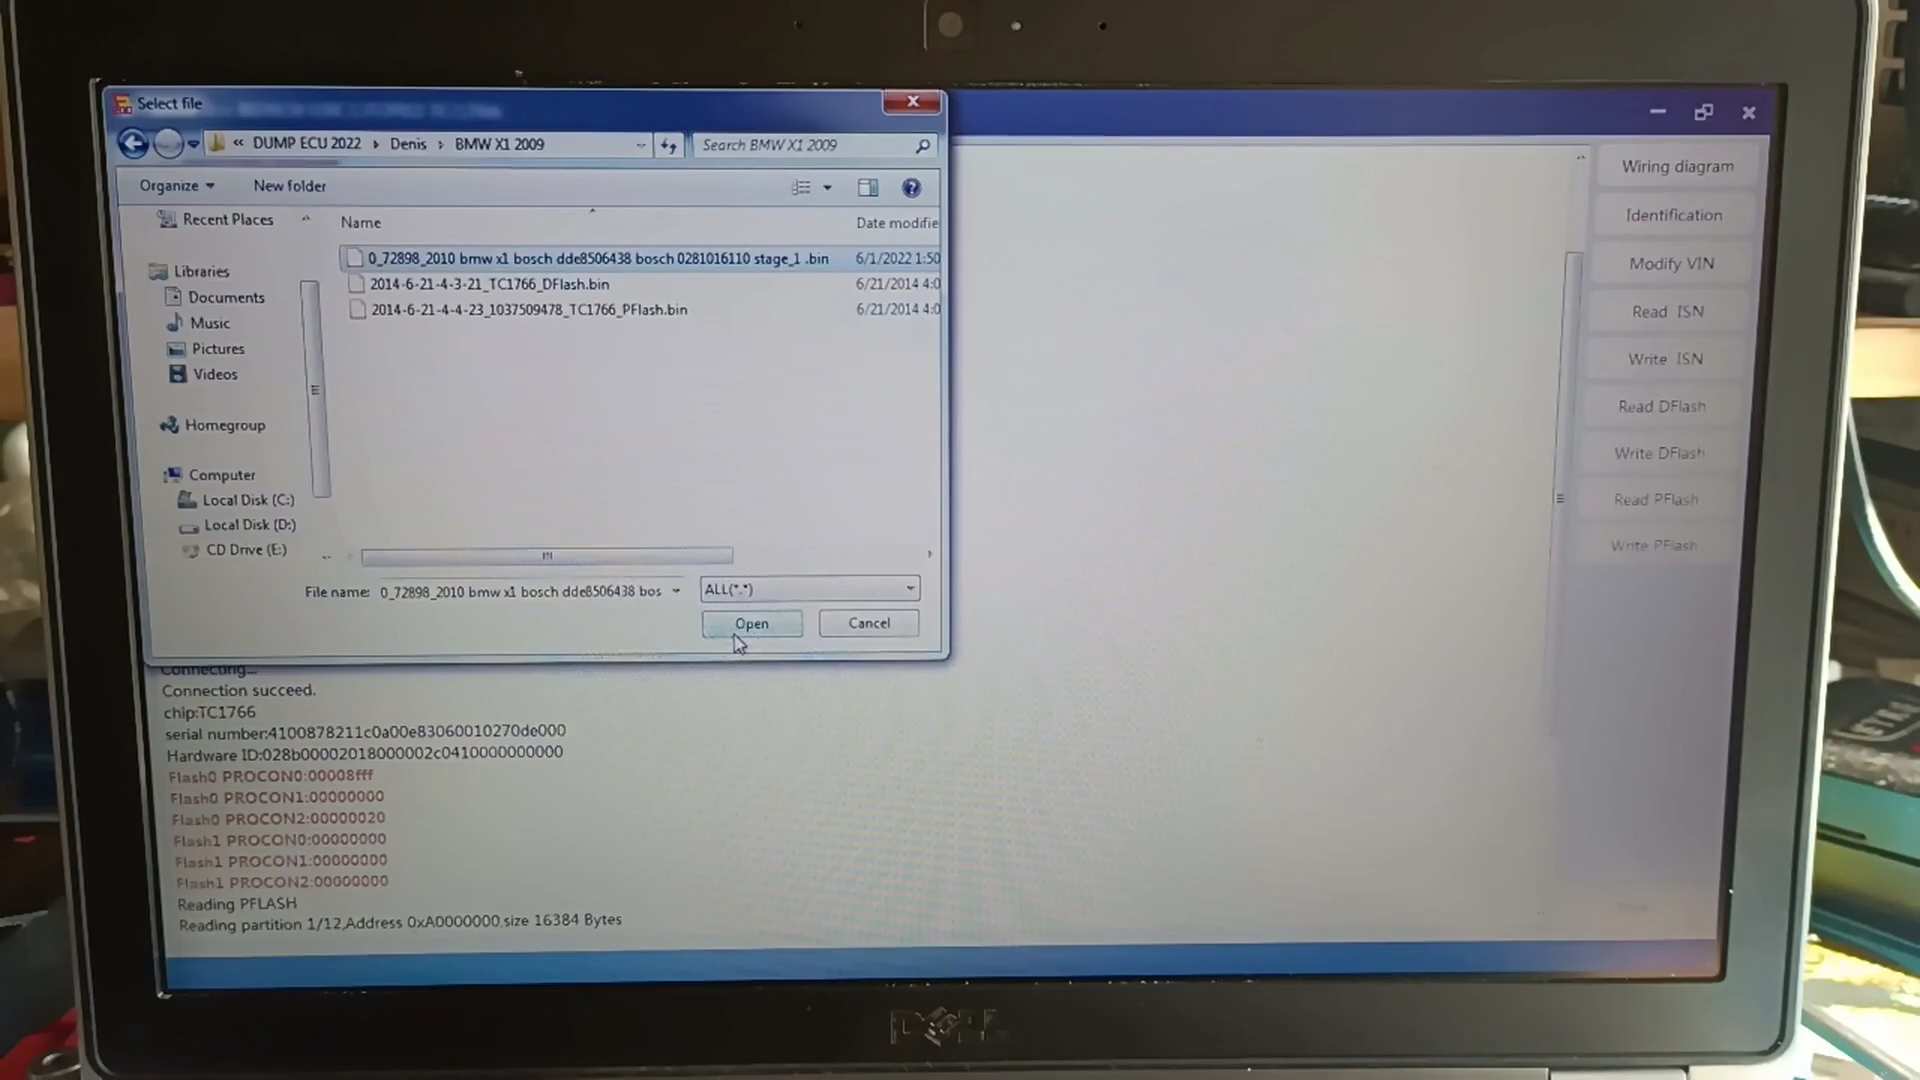 Select file
« DUMP ECU 2022 ▸ Denis ▸ BMW X1 2009
Search BMW X1 2009
Organize
New folder
Recent Places
Libraries
Documents
Music
Pictures
Videos
Homegroup
Computer
Local Disk (C:)
Local Disk (D:)
CD Drive (E:)
Name
Date modifie
0_72898_2010 bmw x1 bosch dde8506438 bosch 0281016110 stage_1 .bin
6/1/2022 1:50
2014-6-21-4-3-21_TC1766_DFlash.bin
6/21/2014 4:0
2014-6-21-4-4-23_1037509478_TC1766_PFlash.bin
6/21/2014 4:0
File name: 0_72898_2010 bmw x1 bosch dde8506438 bos
ALL(*.*)
Open
Cancel
Connecting...
Connection succeed.
chip:TC1766
serial number:4100878211c0a00e83060010270de000
Hardware ID:028b00002018000002c0410000000000
Flash0 PROCON0:00008fff
Flash0 PROCON1:00000000
Flash0 PROCON2:00000020
Flash1 PROCON0:00000000
Flash1 PROCON1:00000000
Flash1 PROCON2:00000000
Reading PFLASH
Reading partition 1/12,Address 0xA0000000,size 16384 Bytes
Wiring diagram
Identification
Modify VIN
Read ISN
Write ISN
Read DFlash
Write DFlash
Read PFlash
Write PFlash
DELL